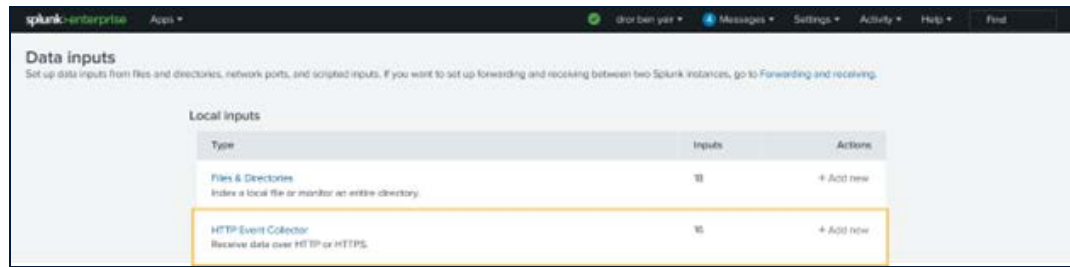 splunk>enterprise Apps ▾ dror ben yair ▾ 4 Messages ▾ Settings ▾ Activity ▾ Help ▾ Find
Data inputs
Set up data inputs from files and directories, network ports, and scripted inputs. If you want to set up forwarding and receiving between two Splunk instances, go to Forwarding and receiving.
Local inputs
Type Inputs Actions
Files & Directories 18 + Add new
Index a local file or monitor an entire directory.
HTTP Event Collector 16 + Add new
Receive data over HTTP or HTTPS.